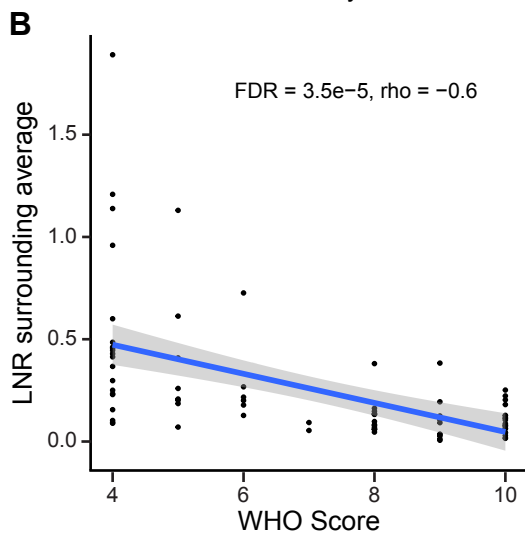 B
FDR = 3.5e−5, rho = −0.6
LNR surrounding average
1.5
1.0
0.5
0.0
4 6 8 10
WHO Score